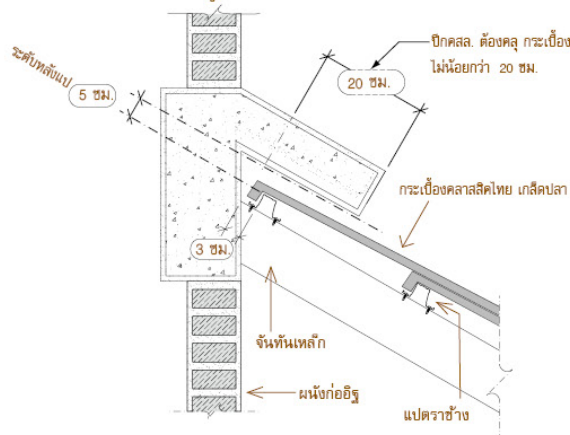 ปีกคสล. ต้องคลุ กระเบื้อง
ไม่น้อยกว่า 20 ซม.
ระดับหลังแป
5 ซม.
20 ซม.
กระเบื้องคลาสสิคไทย เกล็ดปลา
3 ซม.
จันทันเหล็ก
ผนังก่ออิฐ
แปตราช้าง